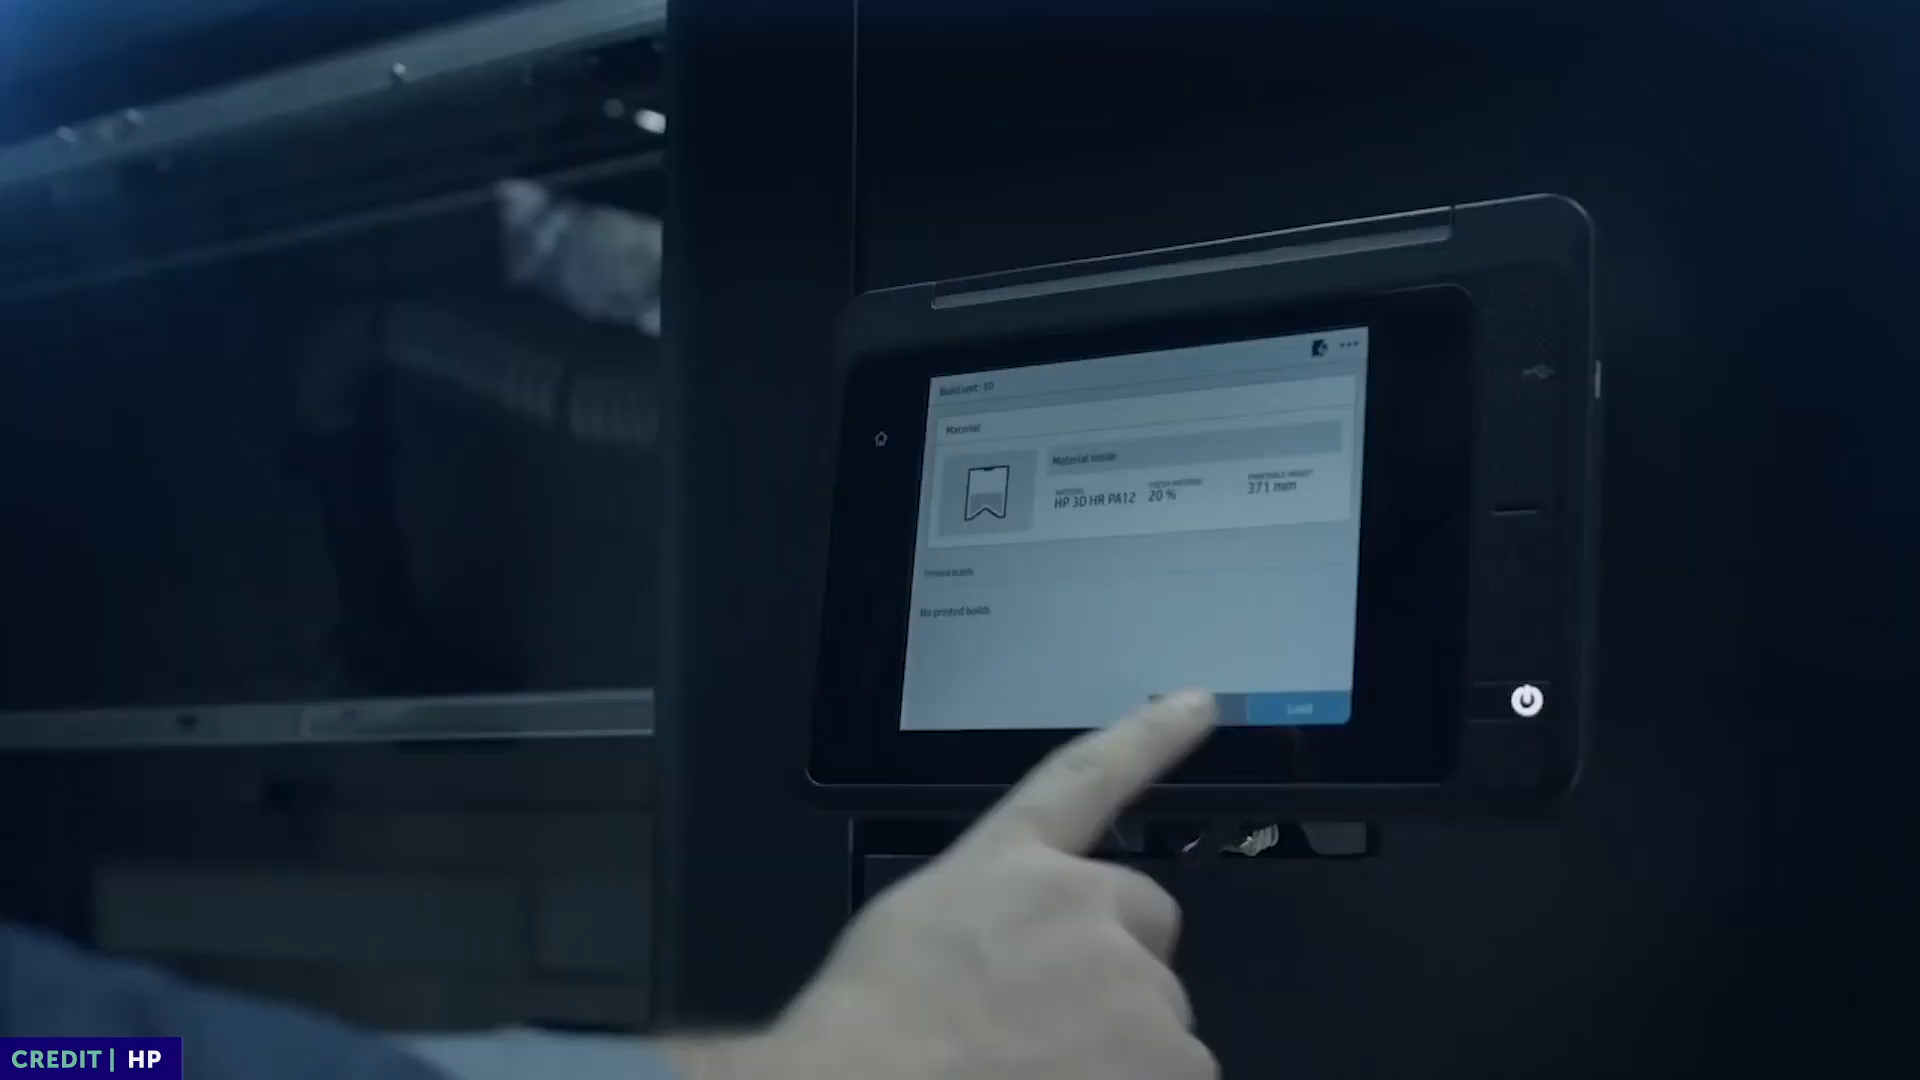 Build unit: 3D
Material
Material inside
HP 3D HR PA12
20 %
371 mm
Printed builds
No printed builds
Load
CREDIT | HP